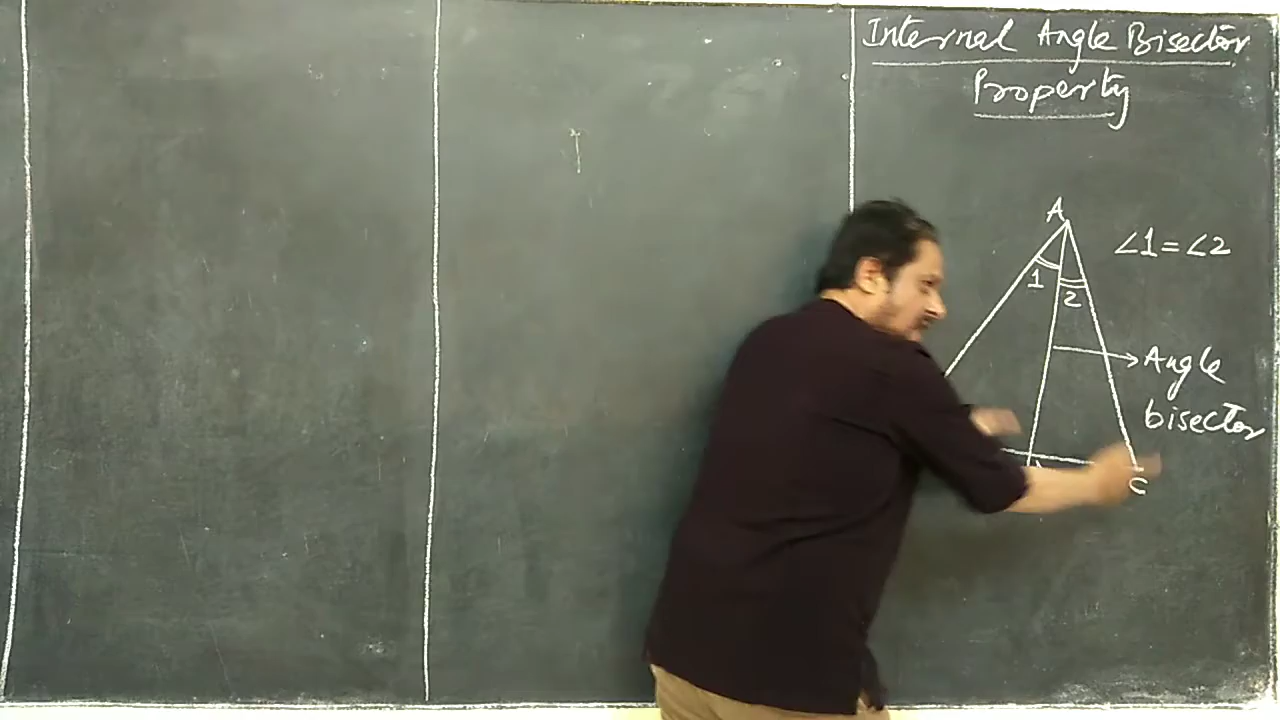 Internal Angle Bisector
Property
A
∠1=∠2
1
2
Angle
bisector
C